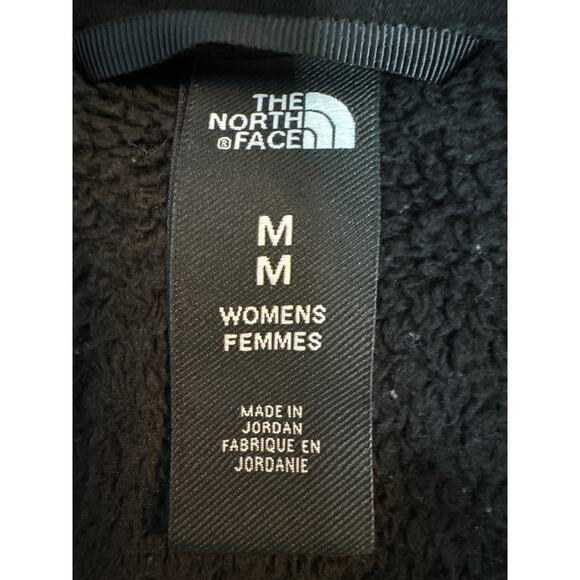 THE
NORTH
®FACE
M
M
WOMENS
FEMMES
MADE IN
JORDAN
FABRIQUE EN
JORDANIE